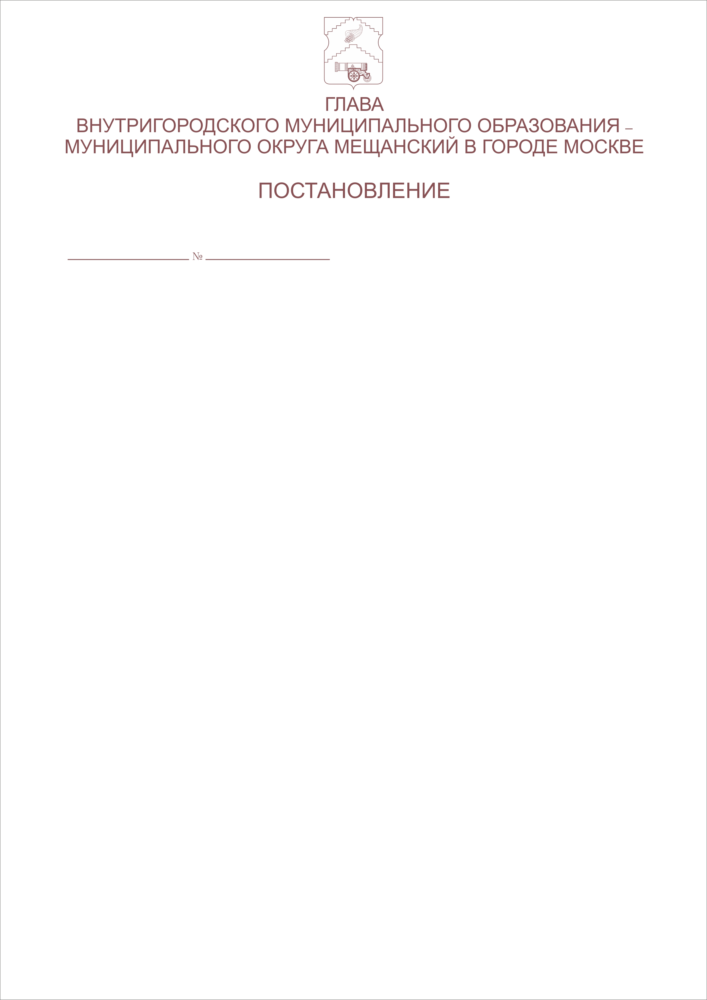 ГЛАВА
ВНУТРИГОРОДСКОГО МУНИЦИПАЛЬНОГО ОБРАЗОВАНИЯ –
МУНИЦИПАЛЬНОГО ОКРУГА МЕЩАНСКИЙ В ГОРОДЕ МОСКВЕ
ПОСТАНОВЛЕНИЕ
№